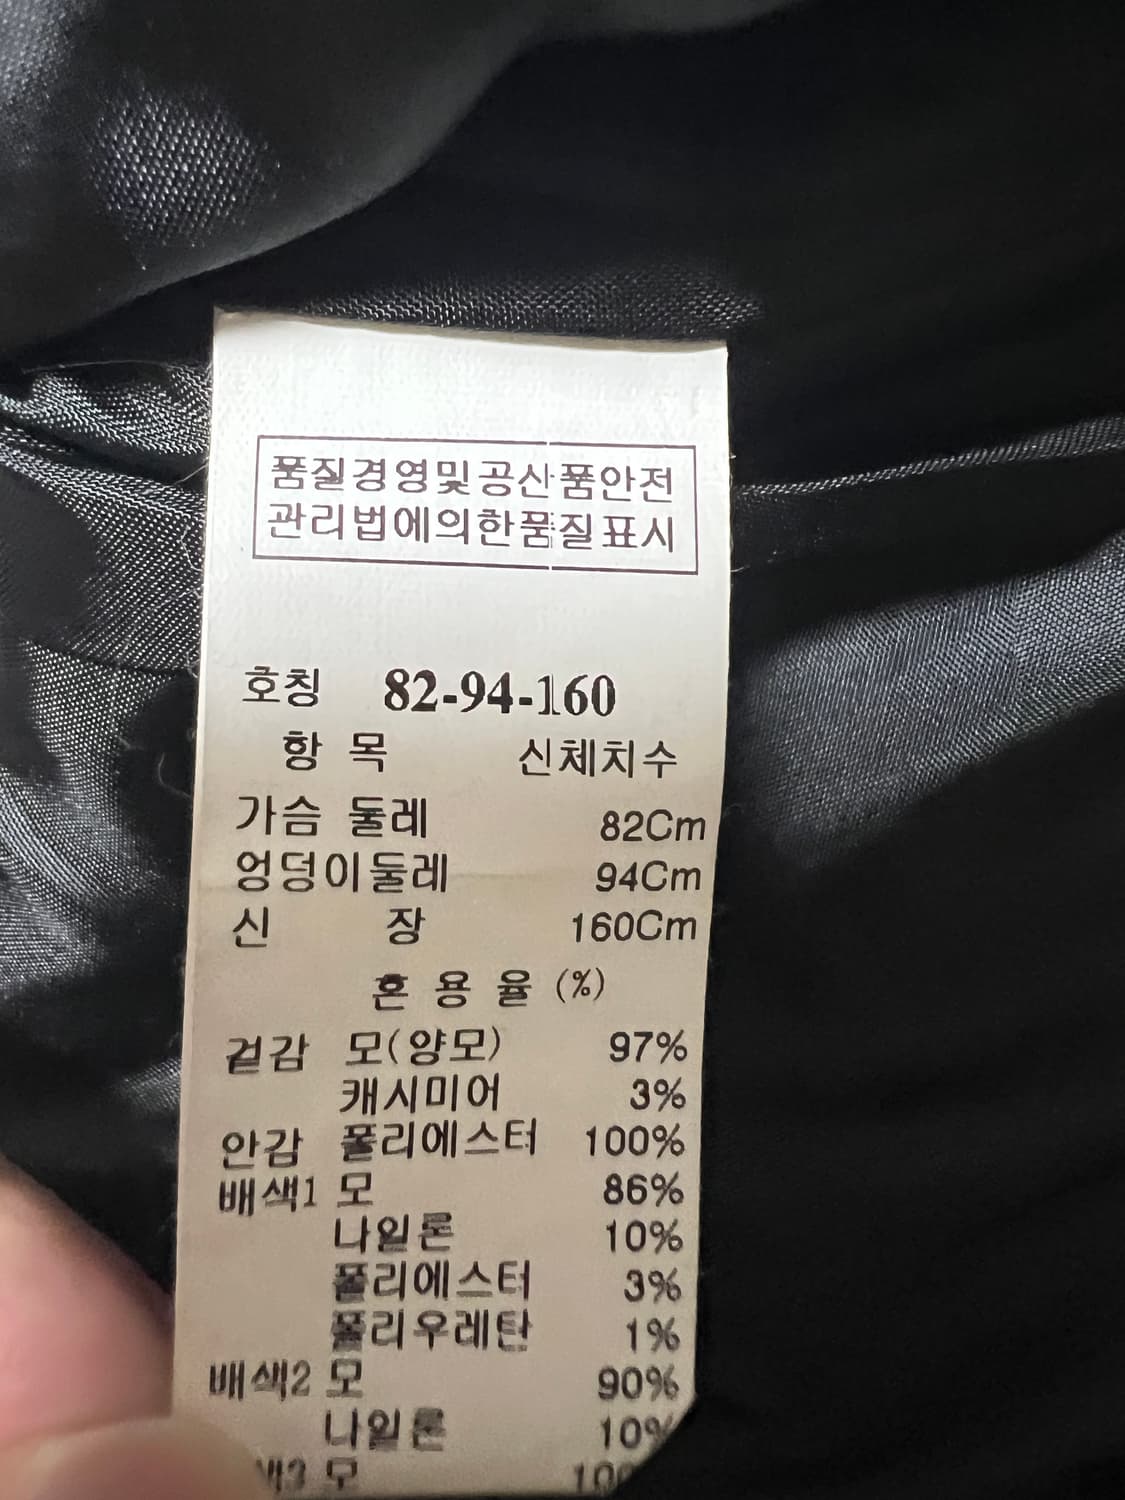 품질경영및공산품안전
관리법에의한품질표시
호칭 82-94-160
항 목 신체치수
가슴 둘레 82Cm
엉덩이둘레 94Cm
신 장 160Cm
혼 용 율 (%)
겉감 모(양모) 97%
캐시미어 3%
안감 폴리에스터 100%
배색1 모 86%
나일론 10%
폴리에스터 3%
폴리우레탄 1%
배색2 모 90%
나일론 10%
모